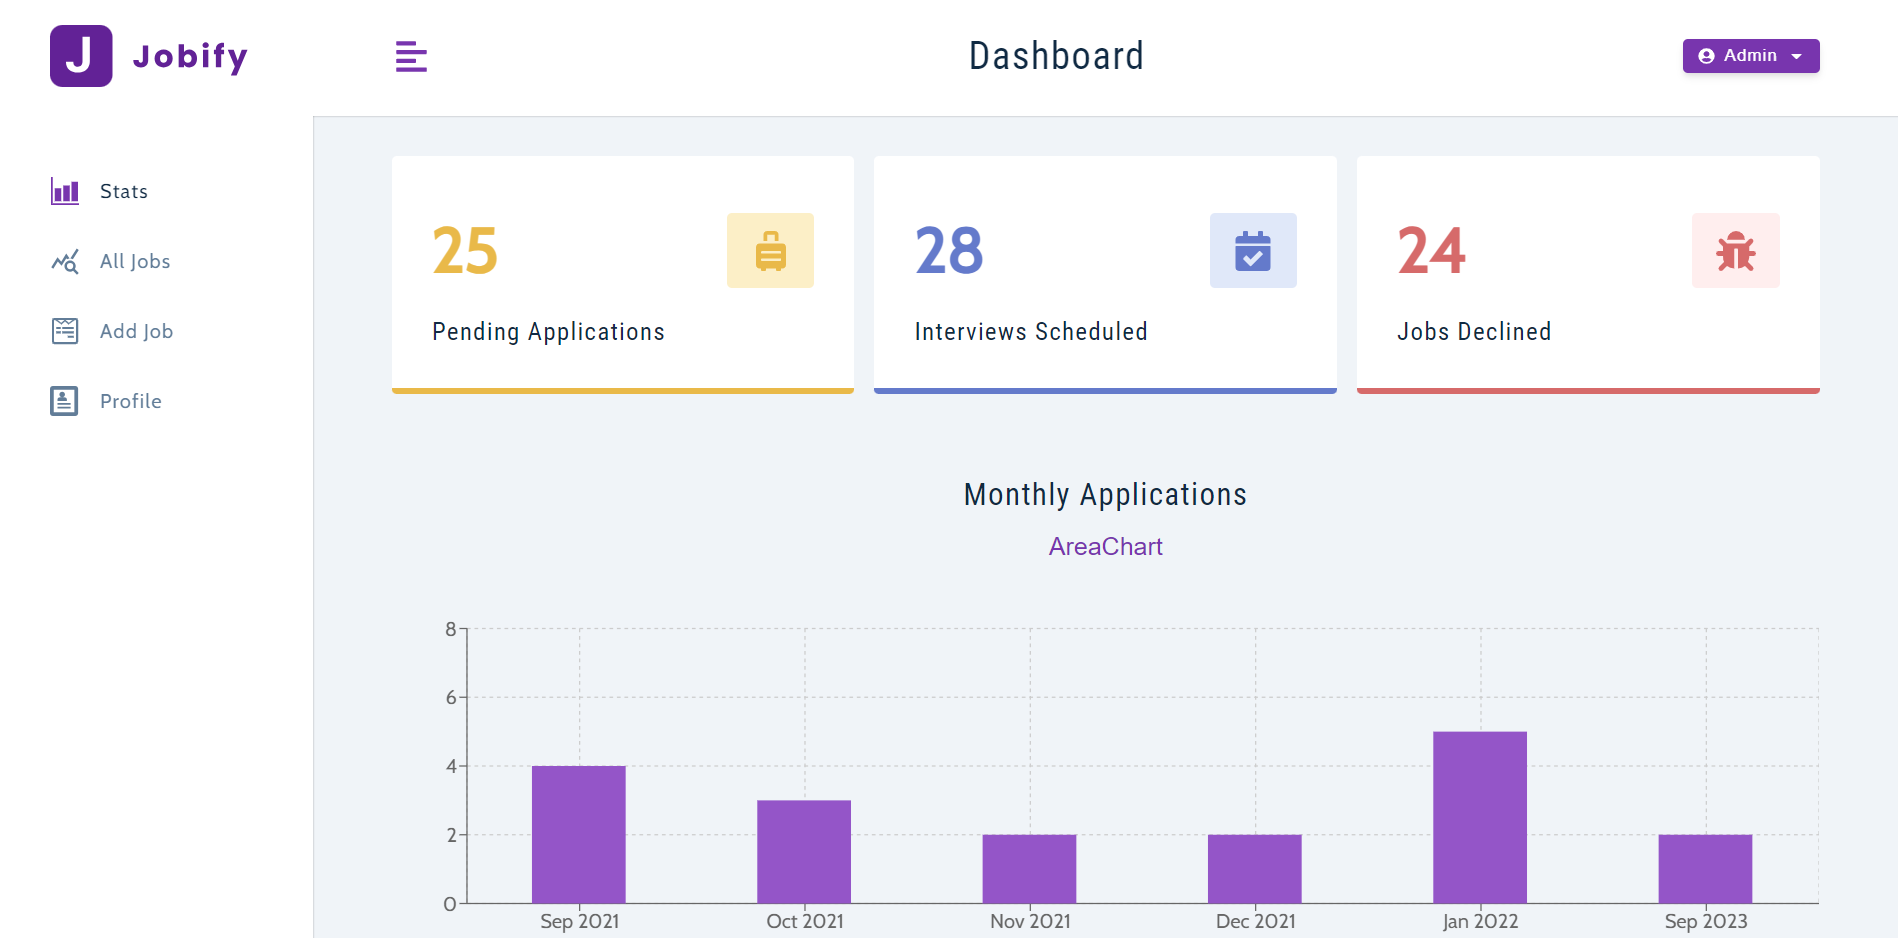 J Jobify
Dashboard
Admin
Stats
All Jobs
Add Job
Profile
25
Pending Applications
28
Interviews Scheduled
24
Jobs Declined
Monthly Applications
AreaChart
8
6
4
2
0
Sep 2021 Oct 2021 Nov 2021 Dec 2021 Jan 2022 Sep 2023